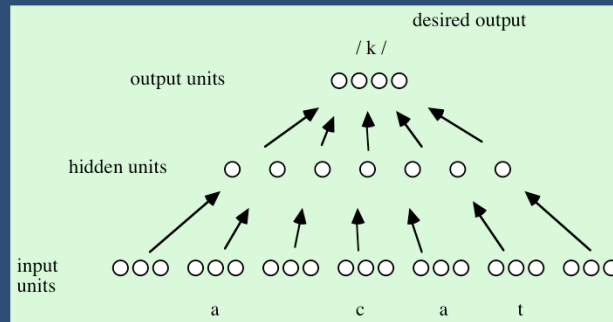 desired output
/ k /
output units
hidden units
input
units
a c a t